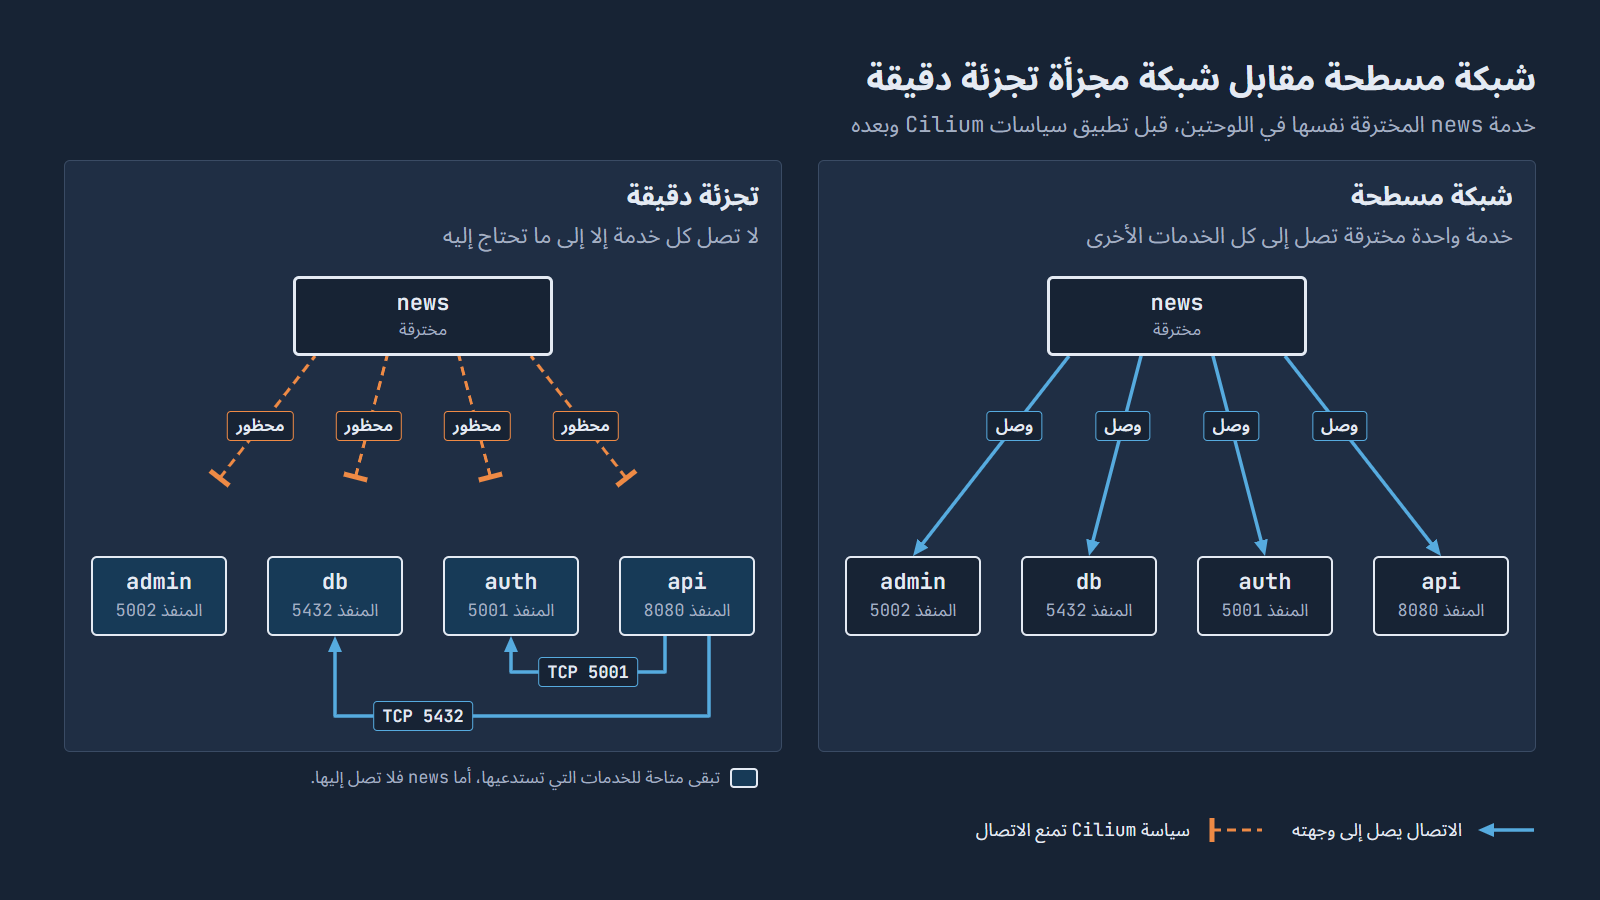 شبكة مسطحة مقابل شبكة مجزأة تجزئة دقيقة
خدمة news المخترقة نفسها في اللوحتين، قبل تطبيق سياسات Cilium وبعده
شبكة مسطحة
خدمة واحدة مخترقة تصل إلى كل الخدمات الأخرى
news
مخترقة
وصل
وصل
وصل
وصل
api
المنفذ 8080
auth
المنفذ 5001
db
المنفذ 5432
admin
المنفذ 5002
تجزئة دقيقة
لا تصل كل خدمة إلا إلى ما تحتاج إليه
news
مخترقة
محظور
محظور
محظور
محظور
api
المنفذ 8080
auth
المنفذ 5001
db
المنفذ 5432
admin
المنفذ 5002
TCP 5001
TCP 5432
تبقى متاحة للخدمات التي تستدعيها، أما news فلا تصل إليها.
الاتصال يصل إلى وجهته
سياسة Cilium تمنع الاتصال